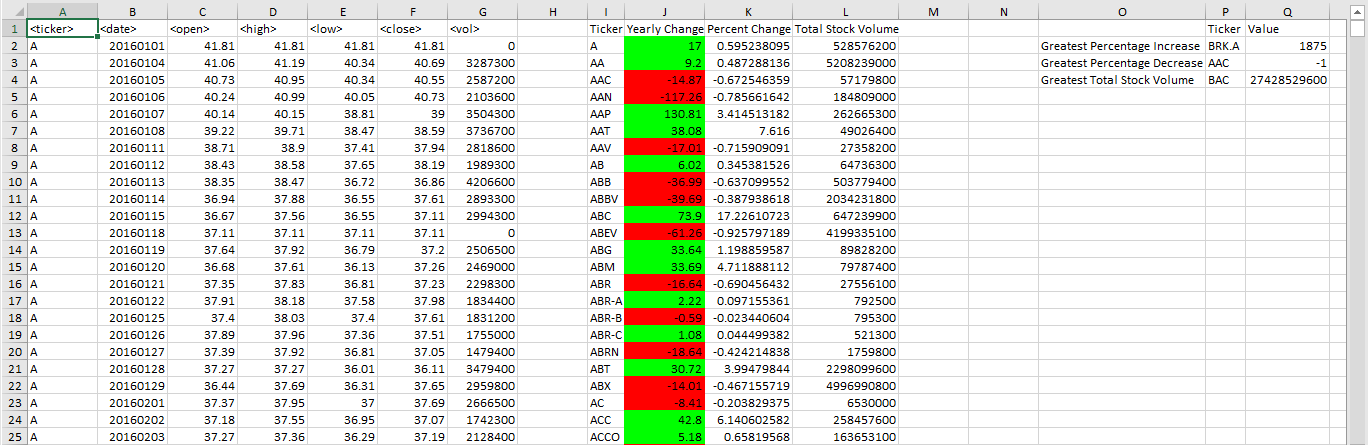 A B C D E F G H I J K L M N O P Q
1 <ticker> <date> <open> <high> <low> <close> <vol> Ticker Yearly Change Percent Change Total Stock Volume Ticker Value
2 A 20160101 41.81 41.81 41.81 41.81 0 A 17 0.595238095 528576200 Greatest Percentage Increase BRK.A 1875
3 A 20160104 41.06 41.19 40.34 40.69 3287300 AA 9.2 0.487288136 5208239000 Greatest Percentage Decrease AAC -1
4 A 20160105 40.73 40.95 40.34 40.55 2587200 AAC -14.87 -0.672546359 57179800 Greatest Total Stock Volume BAC 27428529600
5 A 20160106 40.24 40.99 40.05 40.73 2103600 AAN -117.26 -0.785661642 184809000
6 A 20160107 40.14 40.15 38.81 39 3504300 AAP 130.81 3.414513182 262665300
7 A 20160108 39.22 39.71 38.47 38.59 3736700 AAT 38.08 7.616 49026400
8 A 20160111 38.71 38.9 37.41 37.94 2818600 AAV -17.01 -0.715909091 27358200
9 A 20160112 38.43 38.58 37.65 38.19 1989300 AB 6.02 0.345381526 64736300
10 A 20160113 38.35 38.47 36.72 36.86 4206600 ABB -36.99 -0.637099552 503779400
11 A 20160114 36.94 37.88 36.55 37.61 2893300 ABBV -39.69 -0.387938618 2034231800
12 A 20160115 36.67 37.56 36.55 37.11 2994300 ABC 73.9 17.22610723 647239900
13 A 20160118 37.11 37.11 37.11 37.11 0 ABEV -61.26 -0.925797189 4199335100
14 A 20160119 37.64 37.92 36.79 37.2 2506500 ABG 33.64 1.198859587 89828200
15 A 20160120 36.68 37.61 36.13 37.26 2469000 ABM 33.69 4.711888112 79787400
16 A 20160121 37.35 37.83 36.81 37.23 2298300 ABR -16.64 -0.690456432 27556100
17 A 20160122 37.91 38.18 37.58 37.98 1834400 ABR-A 2.22 0.097155361 792500
18 A 20160125 37.4 38.03 37.4 37.61 1831200 ABR-B -0.59 -0.023440604 795300
19 A 20160126 37.89 37.96 37.36 37.51 1755000 ABR-C 1.08 0.044499382 521300
20 A 20160127 37.39 37.92 36.81 37.05 1479400 ABRN -18.64 -0.424214838 1759800
21 A 20160128 37.27 37.27 36.01 36.11 3479400 ABT 30.72 3.99479844 2298099600
22 A 20160129 36.44 37.69 36.31 37.65 2959800 ABX -14.01 -0.467155719 4996990800
23 A 20160201 37.37 37.95 37 37.69 2666500 AC -8.41 -0.203829375 6530000
24 A 20160202 37.18 37.55 36.95 37.07 1742300 ACC 42.8 6.140602582 258457600
25 A 20160203 37.27 37.36 36.29 37.19 2128400 ACCO 5.18 0.65819568 163653100